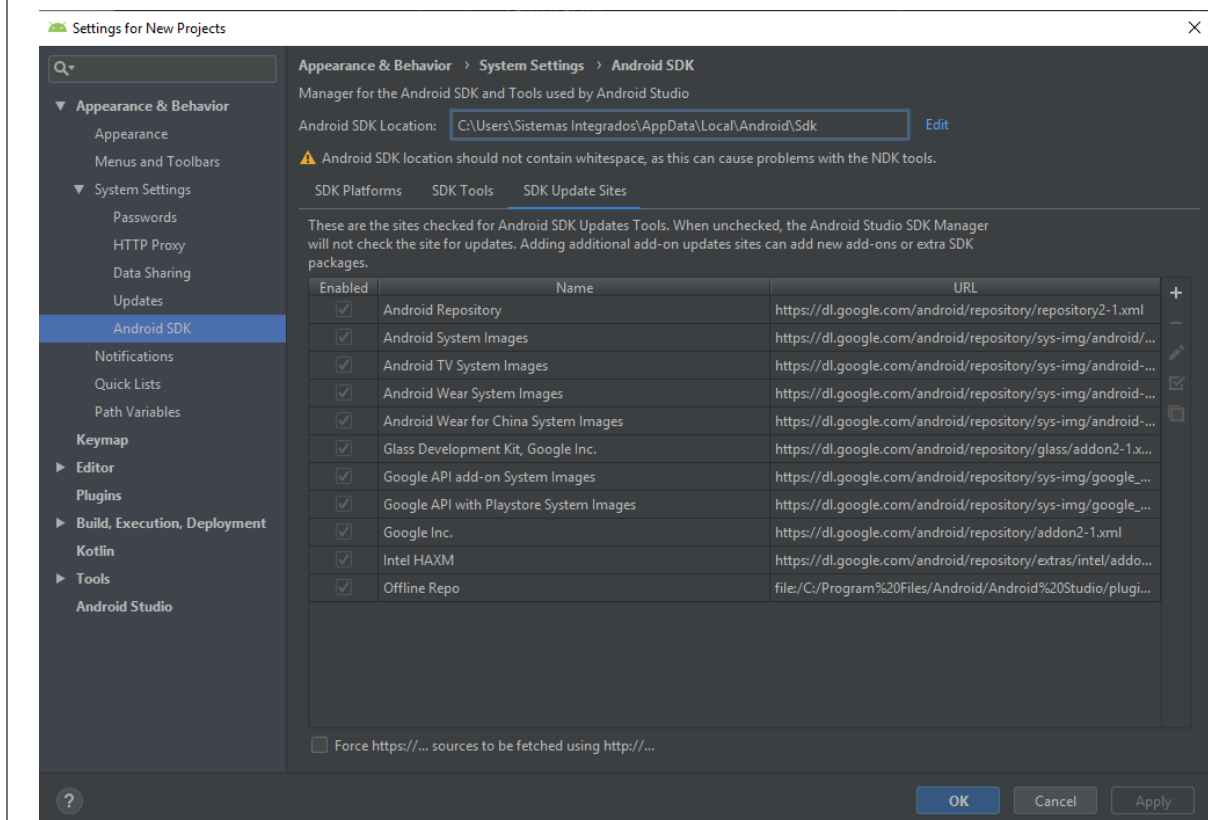 Settings for New Projects
Appearance & Behavior
Appearance
Menus and Toolbars
System Settings
Passwords
HTTP Proxy
Data Sharing
Updates
Android SDK
Notifications
Quick Lists
Path Variables
Keymap
Editor
Plugins
Build, Execution, Deployment
Kotlin
Tools
Android Studio
Appearance & Behavior › System Settings › Android SDK
Manager for the Android SDK and Tools used by Android Studio
Android SDK Location: C:\Users\Sistemas Integrados\AppData\Local\Android\Sdk Edit
Android SDK location should not contain whitespace, as this can cause problems with the NDK tools.
SDK Platforms SDK Tools SDK Update Sites
These are the sites checked for Android SDK Updates Tools. When unchecked, the Android Studio SDK Manager
will not check the site for updates. Adding additional add-on updates sites can add new add-ons or extra SDK
packages.
Enabled Name URL
Android Repository https://dl.google.com/android/repository/repository2-1.xml
Android System Images https://dl.google.com/android/repository/sys-img/android/...
Android TV System Images https://dl.google.com/android/repository/sys-img/android-...
Android Wear System Images https://dl.google.com/android/repository/sys-img/android-...
Android Wear for China System Images https://dl.google.com/android/repository/sys-img/android-...
Glass Development Kit, Google Inc. https://dl.google.com/android/repository/glass/addon2-1.x...
Google API add-on System Images https://dl.google.com/android/repository/sys-img/google_...
Google API with Playstore System Images https://dl.google.com/android/repository/sys-img/google_...
Google Inc. https://dl.google.com/android/repository/addon2-1.xml
Intel HAXM https://dl.google.com/android/repository/extras/intel/addo...
Offline Repo file:/C:/Program%20Files/Android/Android%20Studio/plugi...
Force https://... sources to be fetched using http://...
? OK Cancel Apply